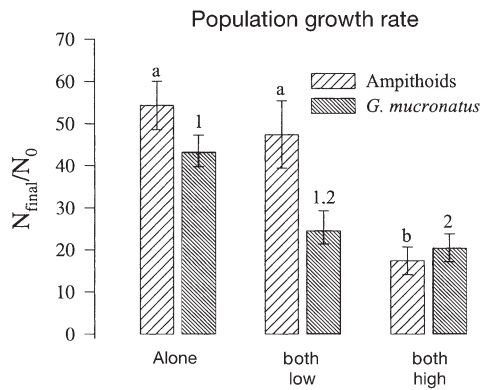 Population growth rate
70
60
50
40
30
20
10
0
N_final/N_0
Ampithoids
G. mucronatus
a
1
a
1,2
b
2
Alone
both
low
both
high